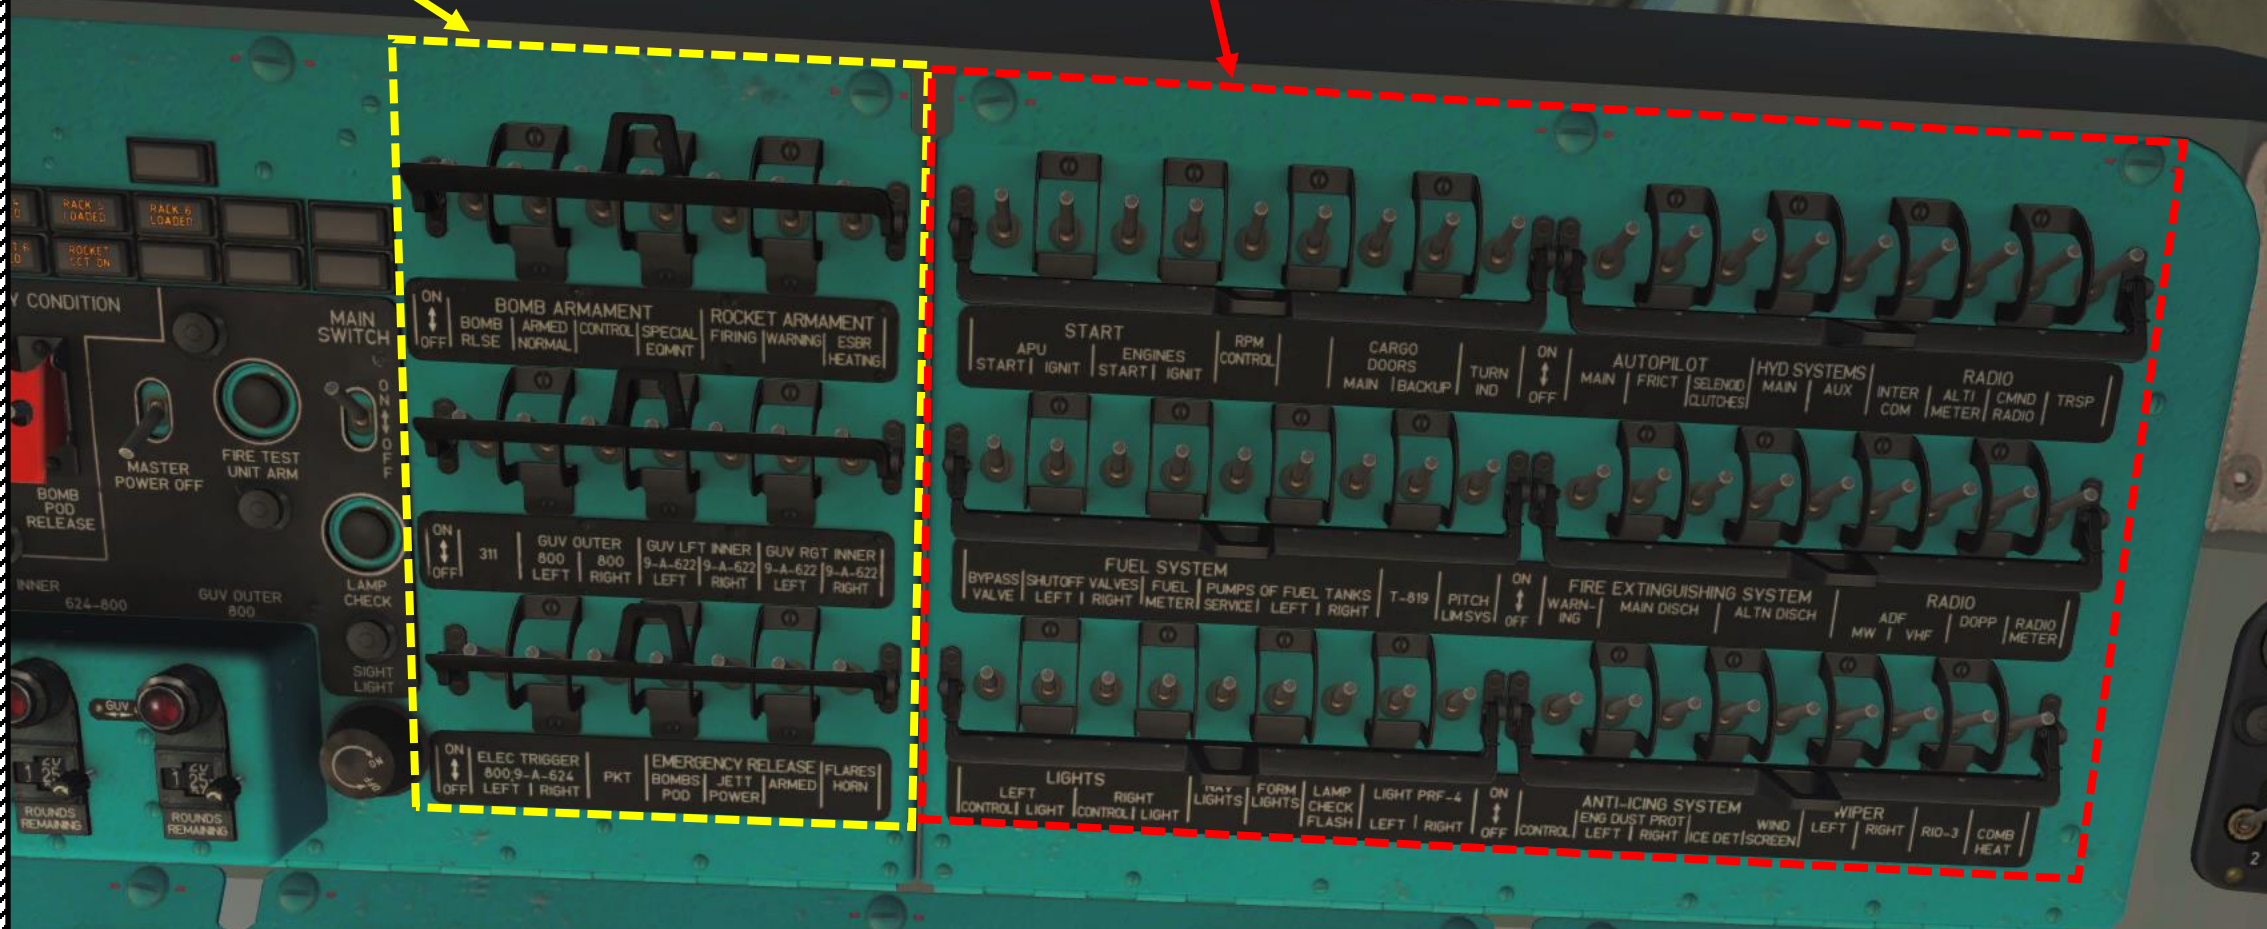 RACK 5
LOADED
RACK 6
LOADED
ROCKET
SCT ON
Y CONDITION
MAIN
SWITCH
ON
OFF
FIRE TEST
UNIT ARM
MASTER
POWER OFF
BOMB
POD
RELEASE
LAMP
CHECK
INNER
624-800
GUV OUTER
800
SIGHT
LIGHT
GUV
ROUNDS
REMAINING
ROUNDS
REMAINING
ON
OFF
BOMB ARMAMENT
BOMB
RLSE
ARMED
NORMAL
CONTROL
SPECIAL
EQMNT
ROCKET ARMAMENT
FIRING
WARNING
ESBR
HEATING
ON
OFF
311
GUV OUTER
800
LEFT
800
RIGHT
GUV LFT INNER
9-A-622
LEFT
9-A-622
RIGHT
GUV RGT INNER
9-A-622
LEFT
9-A-622
RIGHT
ON
OFF
ELEC TRIGGER
800,9-A-624
LEFT
RIGHT
PKT
EMERGENCY RELEASE
BOMBS
POD
JETT
POWER
ARMED
FLARES
HORN
START
APU
START
IGNIT
ENGINES
START
IGNIT
RPM
CONTROL
CARGO
DOORS
MAIN
BACKUP
TURN
IND
ON
OFF
AUTOPILOT
MAIN
FRICT
SELENOID
CLUTCHES
HYD SYSTEMS
MAIN
AUX
RADIO
INTER
COM
ALTI
METER
CMND
RADIO
TRSP
FUEL SYSTEM
BYPASS
VALVE
SHUTOFF VALVES
LEFT
RIGHT
FUEL
METER
PUMPS OF FUEL TANKS
SERVICE
LEFT
RIGHT
T-819
PITCH
LIM SYS
ON
OFF
FIRE EXTINGUISHING SYSTEM
WARN-
ING
MAIN DISCH
ALTN DISCH
RADIO
ADF
MW
VHF
DOPP
RADIO
METER
LIGHTS
LEFT
CONTROL
LIGHT
RIGHT
CONTROL
LIGHT
NAV
LIGHTS
FORM
LIGHTS
LAMP
CHECK
FLASH
LIGHT PRF-4
LEFT
RIGHT
ON
OFF
ANTI-ICING SYSTEM
CONTROL
ENG DUST PROT
LEFT
RIGHT
ICE DET
WIND
SCREEN
WIPER
LEFT
RIGHT
RIO-3
COMB
HEAT
2